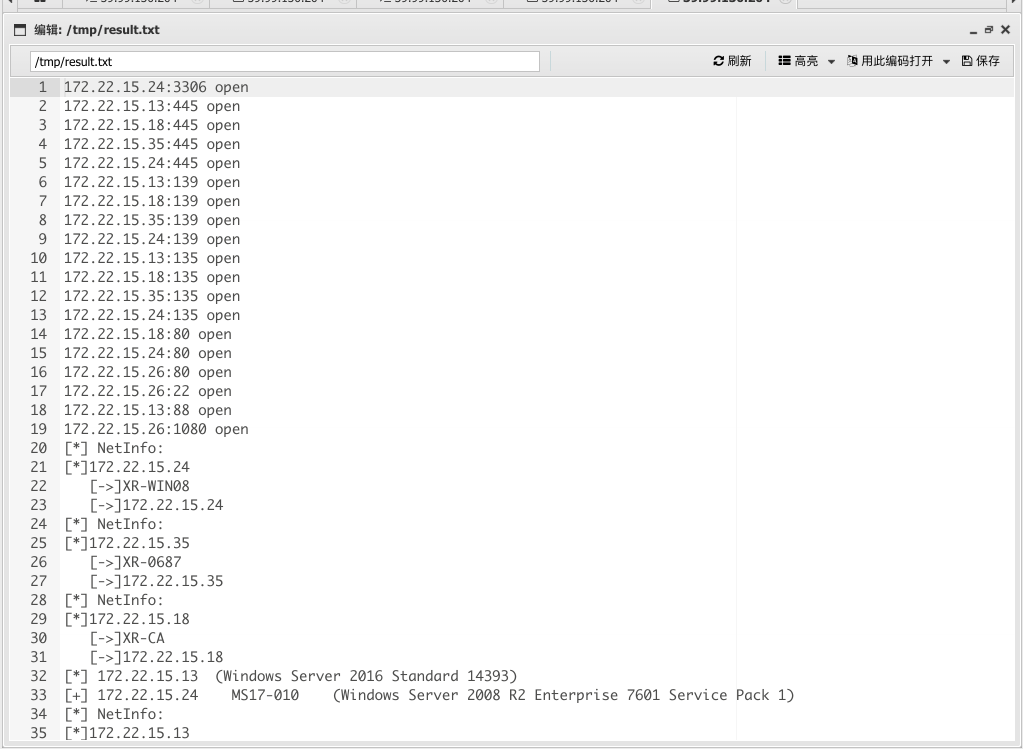 编辑: /tmp/result.txt
/tmp/result.txt 刷新 高亮 用此编码打开 保存
1 172.22.15.24:3306 open
2 172.22.15.13:445 open
3 172.22.15.18:445 open
4 172.22.15.35:445 open
5 172.22.15.24:445 open
6 172.22.15.13:139 open
7 172.22.15.18:139 open
8 172.22.15.35:139 open
9 172.22.15.24:139 open
10 172.22.15.13:135 open
11 172.22.15.18:135 open
12 172.22.15.35:135 open
13 172.22.15.24:135 open
14 172.22.15.18:80 open
15 172.22.15.24:80 open
16 172.22.15.26:80 open
17 172.22.15.26:22 open
18 172.22.15.13:88 open
19 172.22.15.26:1080 open
20 [*] NetInfo:
21 [*]172.22.15.24
22 [->]XR-WIN08
23 [->]172.22.15.24
24 [*] NetInfo:
25 [*]172.22.15.35
26 [->]XR-0687
27 [->]172.22.15.35
28 [*] NetInfo:
29 [*]172.22.15.18
30 [->]XR-CA
31 [->]172.22.15.18
32 [*] 172.22.15.13 (Windows Server 2016 Standard 14393)
33 [+] 172.22.15.24 MS17-010 (Windows Server 2008 R2 Enterprise 7601 Service Pack 1)
34 [*] NetInfo:
35 [*]172.22.15.13